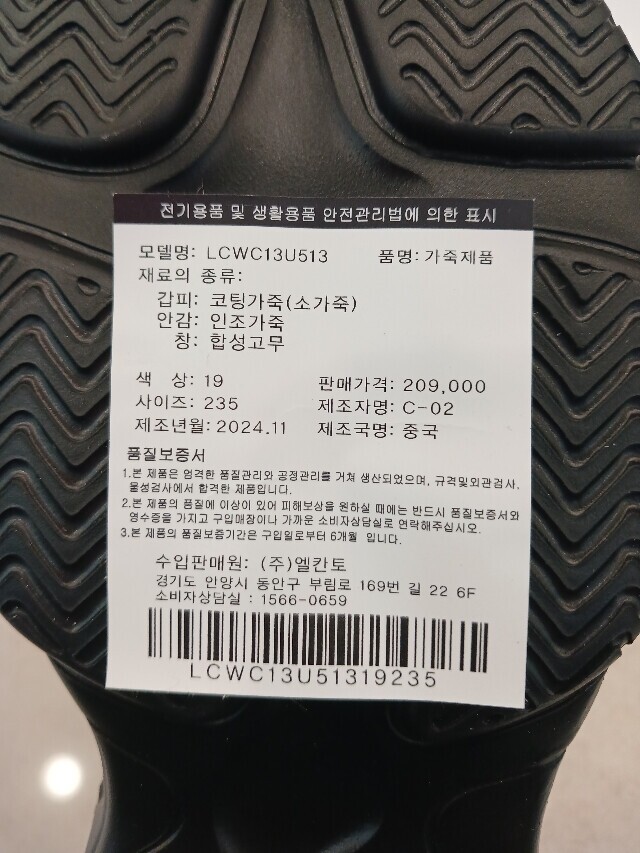 전기용품 및 생활용품 안전관리법에 의한 표시
모델명: LCWC13U513 품명: 가죽제품
재료의 종류:
갑피: 코팅가죽(소가죽)
안감: 인조가죽
창: 합성고무
색 상: 19 판매가격: 209,000
사이즈: 235 제조자명: C-02
제조년월: 2024.11 제조국명: 중국
품질보증서
1.본 제품은 엄격한 품질관리와 공정관리를 거쳐 생산되었으며, 규격및외관검사,
물성검사에서 합격한 제품입니다.
2.본 제품의 품질에 이상이 있어 피해보상을 원하실 때에는 반드시 품질보증서와
영수증을 가지고 구입매장이나 가까운 소비자상담실로 연락해주십시오.
3.본 제품의 품질보증기간은 구입일로부터 6개월 입니다.
수입판매원: (주)엘칸토
경기도 안양시 동안구 부림로 169번 길 22 6F
소비자상담실 : 1566-0659
LCWC13U51319235